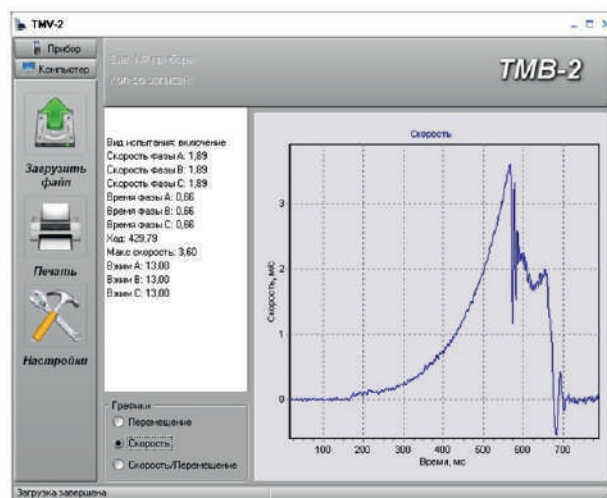 TMV-2
Прибор
Компьютер
Загрузить
файл
Печать
Настройки
Кол-во записей:
ТМВ-2
Вид испытания: включение
Скорость фазы А: 1,89
Скорость фазы В: 1,89
Скорость фазы С: 1,89
Время фазы А: 0,66
Время фазы В: 0,66
Время фазы С: 0,66
Ход: 429,79
Макс скорость: 3,60
Вжим А: 13,00
Вжим В: 13,00
Вжим С: 13,00
Графики
Перемещение
Скорость
Скорость/Перемещение
Скорость
Скорость, м/с
3
2
1
0
100 200 300 400 500 600 700
Время, мс
Загрузка завершена